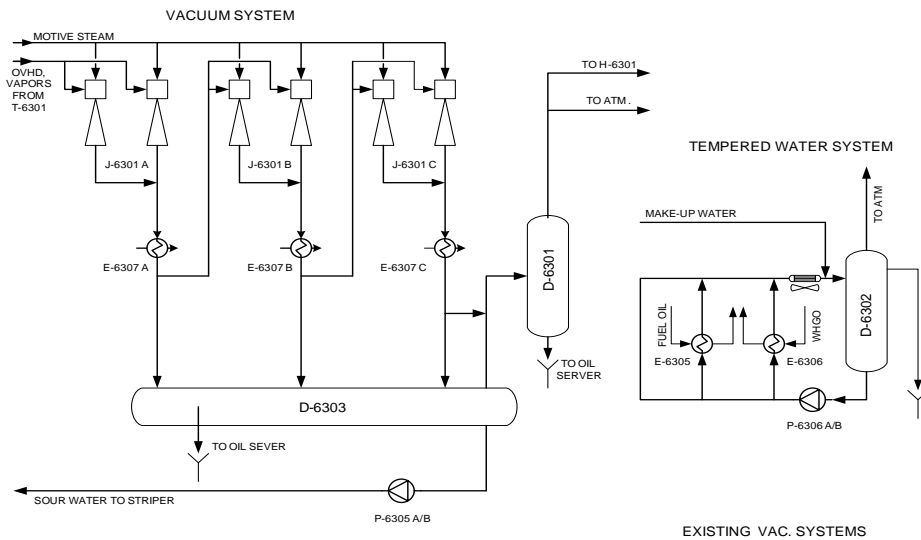 VACUUM SYSTEM
MOTIVE STEAM
OVHD,
VAPORS
FROM
T-6301
J-6301 A
J-6301 B
J-6301 C
E-6307 A
E-6307 B
E-6307 C
TO H-6301
TO ATM .
D-6301
TO OIL
SERVER
D-6303
TO OIL SEVER
SOUR WATER TO STRIPER
P-6305 A/B
TEMPERED WATER SYSTEM
TO ATM
MAKE-UP WATER
D-6302
FUEL OIL
WHGO
E-6305
E-6306
P-6306 A/B
EXISTING VAC. SYSTEMS